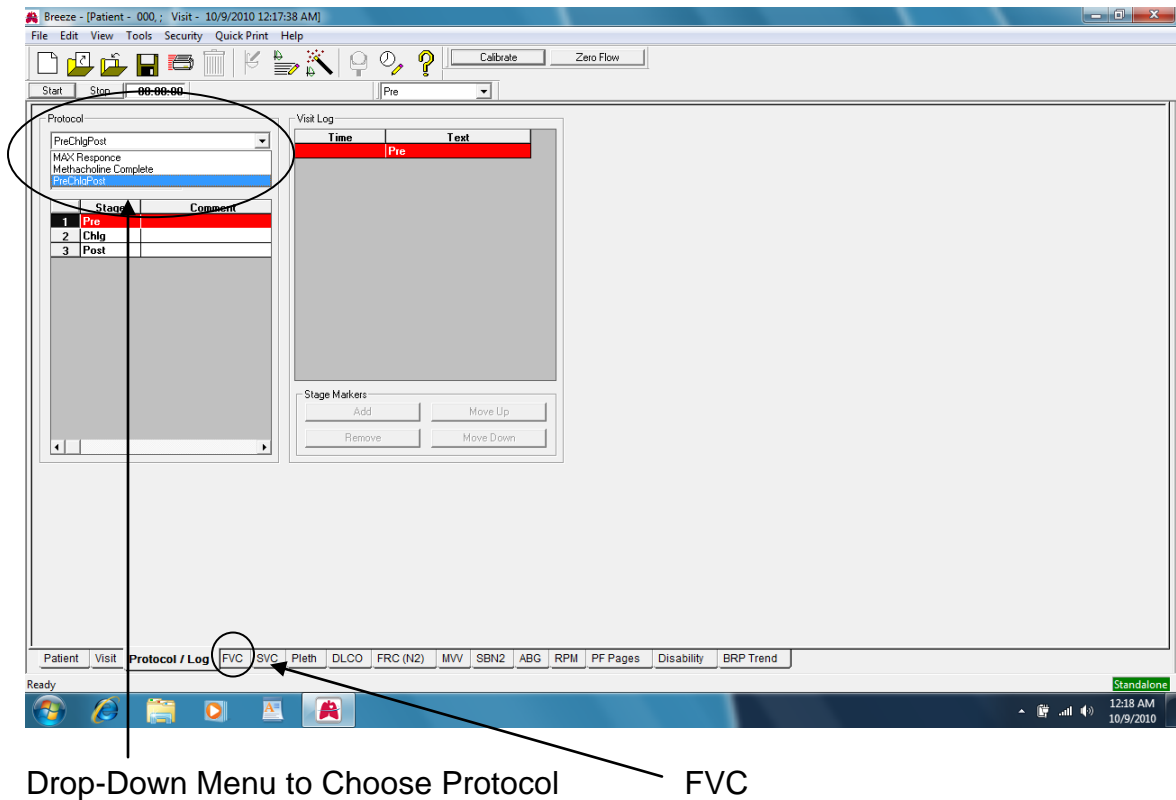 Breeze - [Patient - 000, ; Visit - 10/9/2010 12:17:38 AM]
File Edit View Tools Security Quick Print Help
Calibrate Zero Flow
Start Stop 00:00:00 Pre
Protocol
PreChlgPost
MAX Responce
Methacholine Complete
PreChlgPost
Stage Comment
1 Pre
2 Chlg
3 Post
Visit Log
Time Text
Pre
Stage Markers
Add Move Up
Remove Move Down
Patient Visit Protocol / Log FVC SVC Pleth DLCO FRC (N2) MVV SBN2 ABG RPM PF Pages Disability BRP Trend
Ready Standalone
12:18 AM
10/9/2010
Drop-Down Menu to Choose Protocol FVC